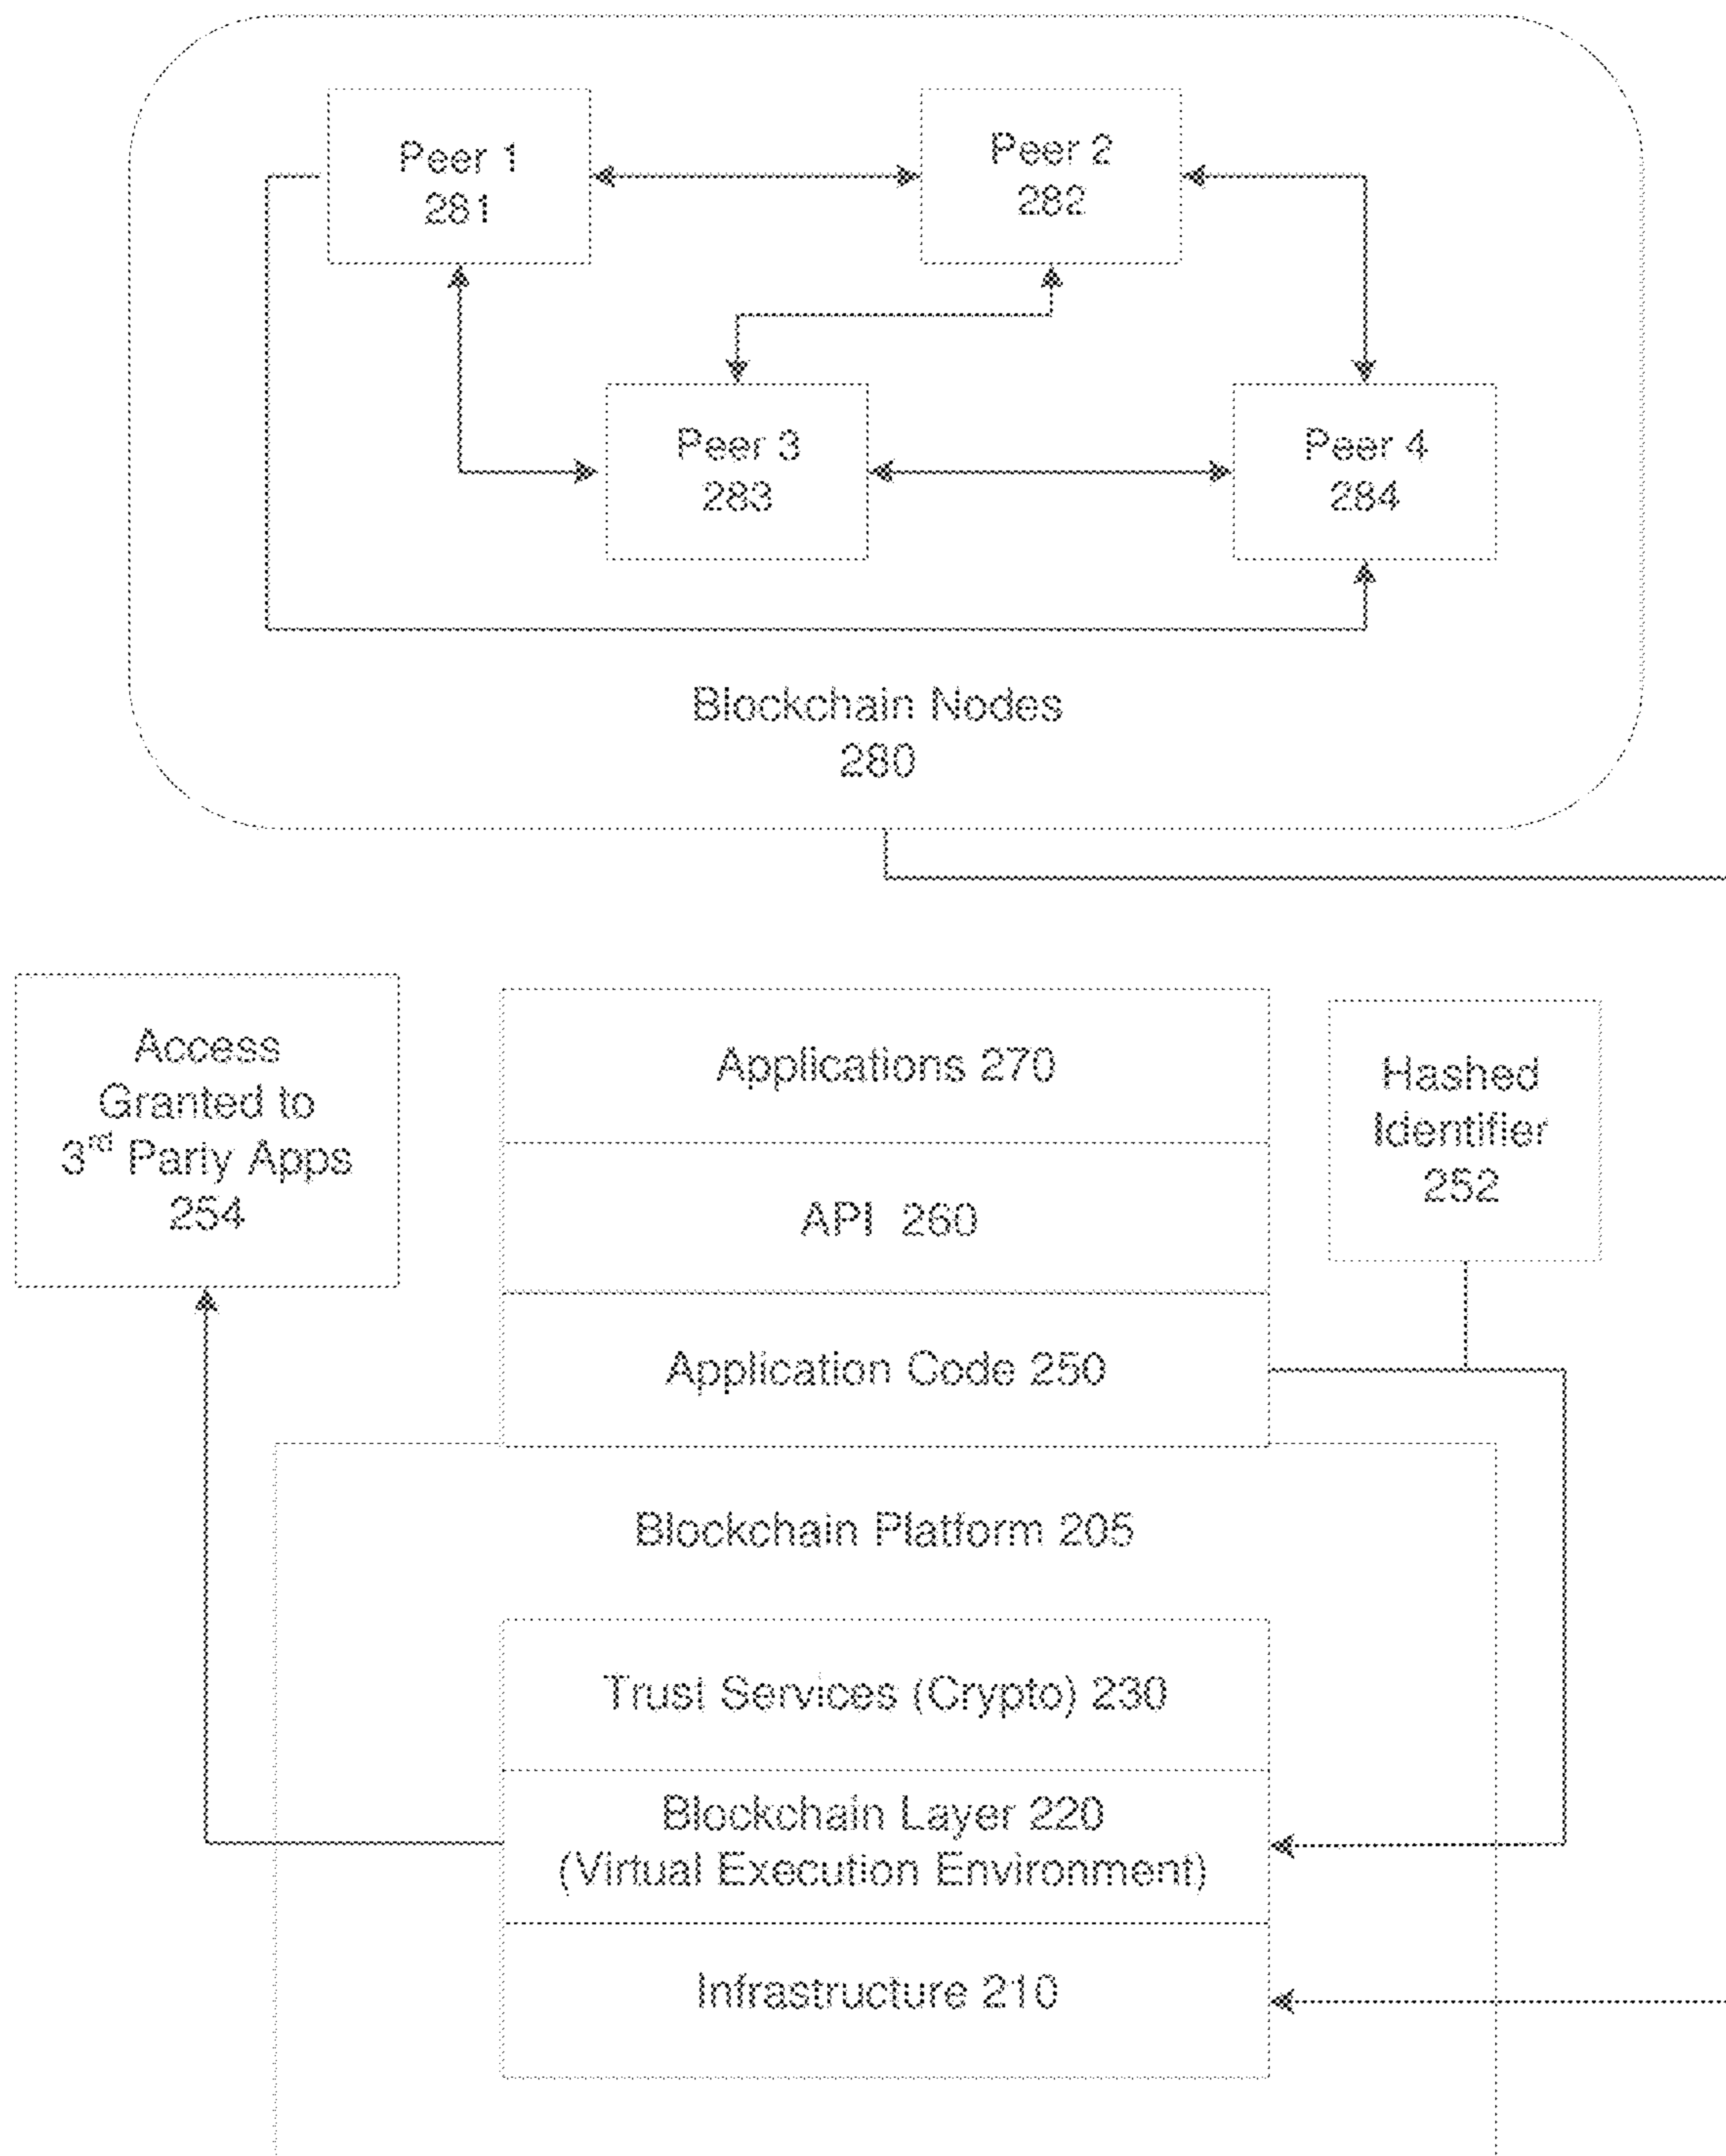 Peer 1
281
Peer 2
282
Peer 3
283
Peer 4
284
Blockchain Nodes
280
Access
Granted to
3rd Party Apps
254
Applications 270
API 260
Application Code 250
Hashed
Identifier
252
Blockchain Platform 205
Trust Services (Crypto) 230
Blockchain Layer 220
(Virtual Execution Environment)
Infrastructure 210